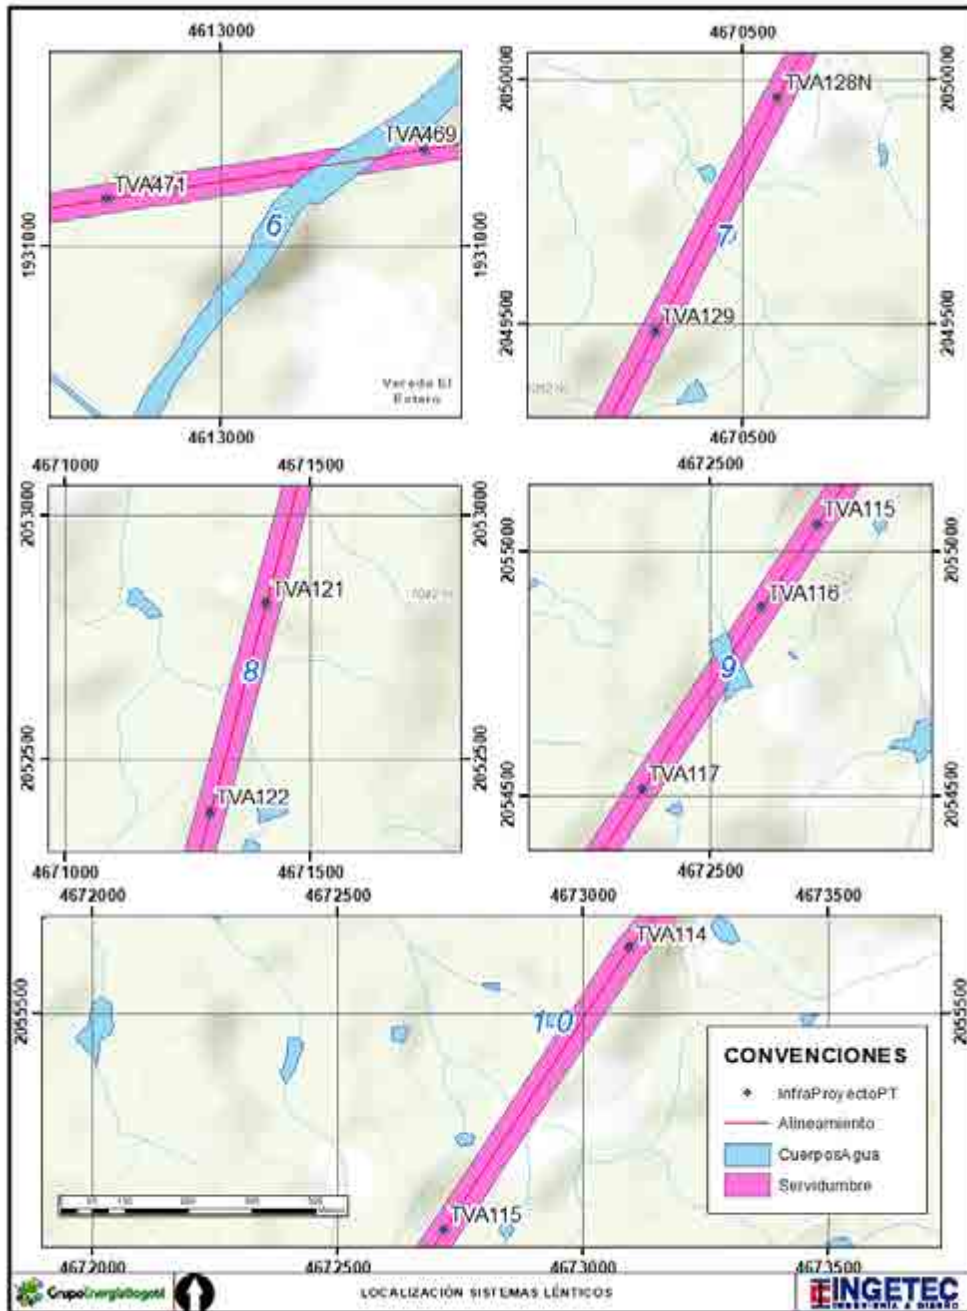 4613000
4670500
TVA469
TVA471
6
1931000
1931000
Vereda El
Estero
4613000
TVA128N
2050000
2050000
7
TVA129
2049500
2049500
4670500
4671000
4671500
2053000
2053000
TVA121
8
2052500
2052500
TVA122
4671000
4671500
4672500
TVA115
2055000
2055000
TVA116
9
TVA117
2054500
2054500
4672500
4672000
4672500
4673000
4673500
TVA114
2055500
2055500
10
TVA115
CONVENCIONES
InfraProyectoPT
Alineamiento
CuerposAgua
Servidumbre
4672000
4672500
4673000
4673500
GrupoEnergíaBogotá
LOCALIZACIÓN SISTEMAS LÉNTICOS
INGETEC
INGENIERÍA & DISEÑO